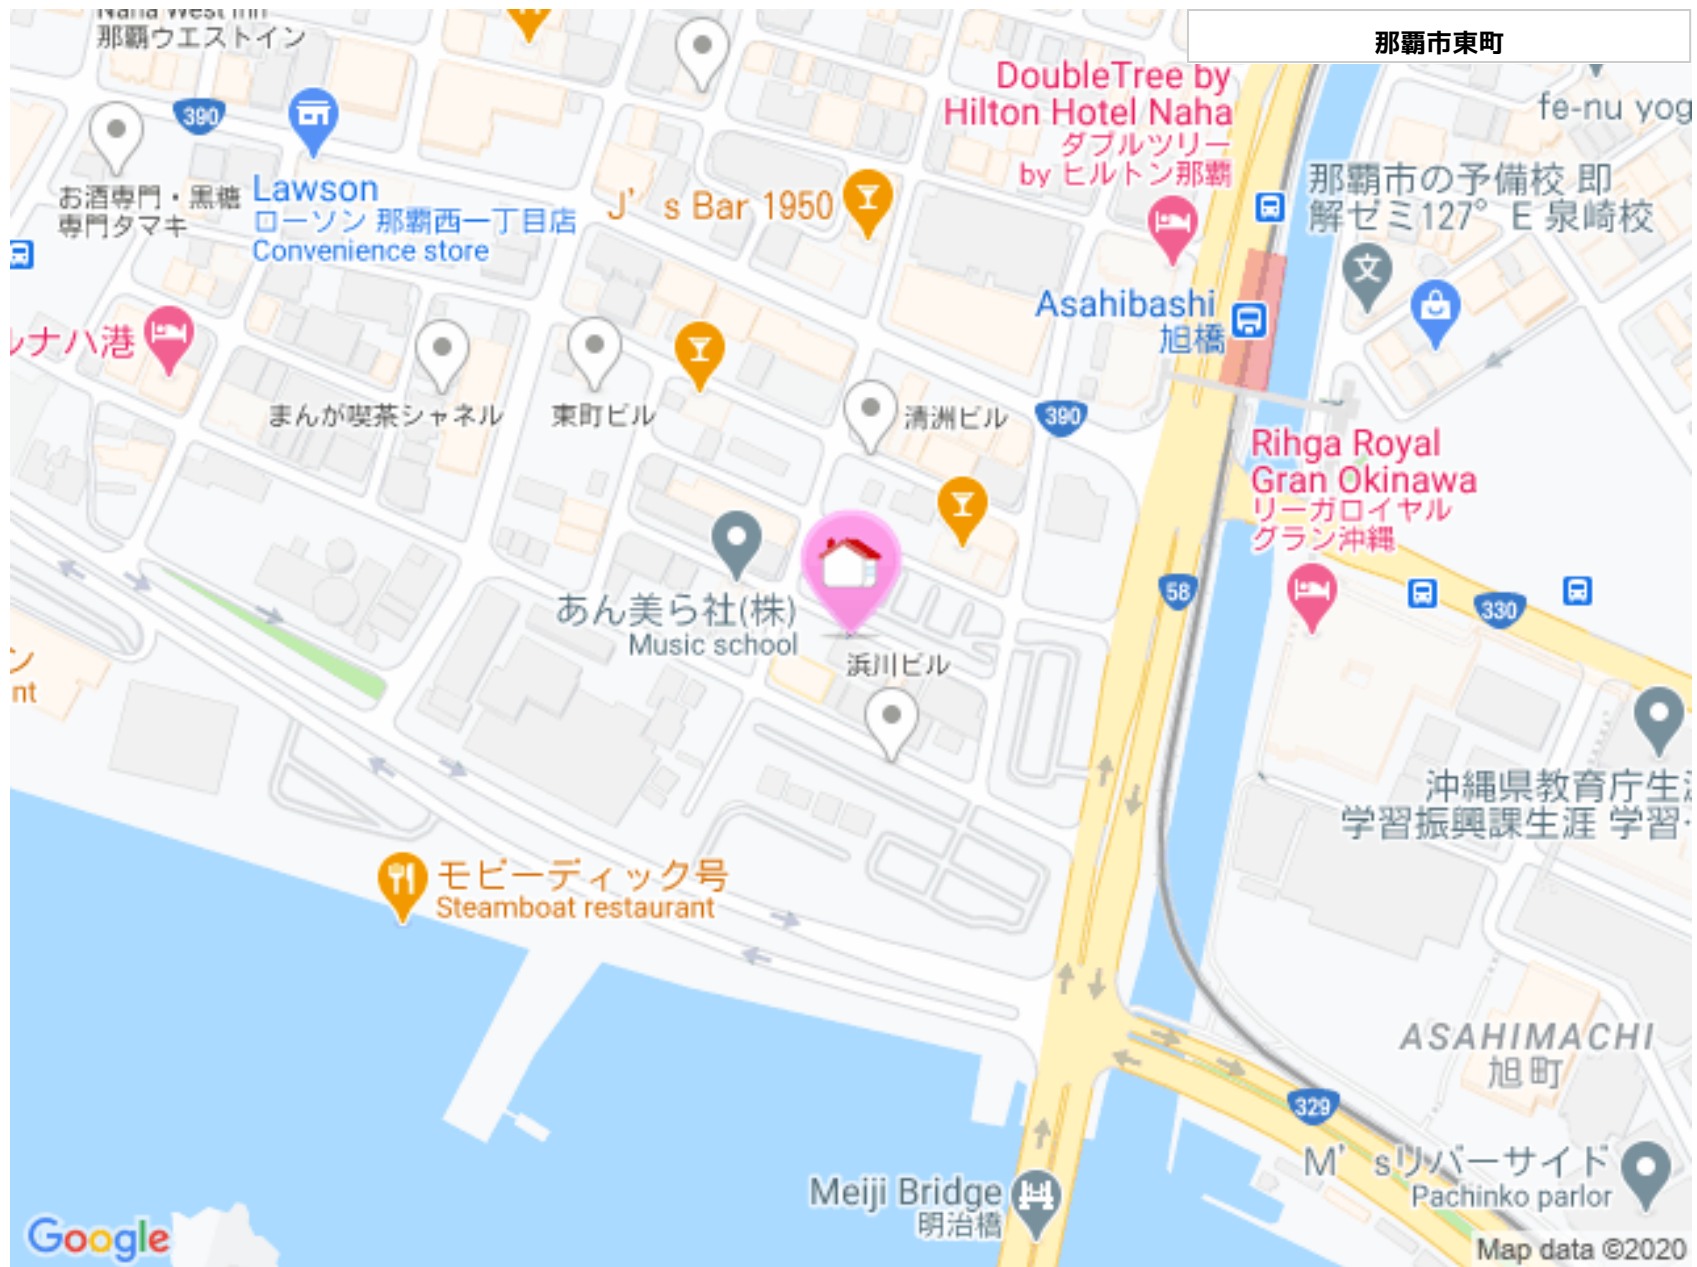 Naha West Inn
那覇ウエストイン
那覇市東町
DoubleTree by
Hilton Hotel Naha
ダブルツリー
by ヒルトン那覇
fe-nu yog
390
お酒専門・黒糖
専門タマキ
Lawson
ローソン 那覇西一丁目店
Convenience store
J’s Bar 1950
那覇市の予備校 即
解ゼミ127°E 泉崎校
文
Asahibashi
旭橋
ルナハ港
まんが喫茶シャネル
東町ビル
清洲ビル
390
Rihga Royal
Gran Okinawa
リーガロイヤル
グラン沖縄
58
330
あん美ら社(株)
Music school
浜川ビル
ン
nt
沖縄県教育庁生涯
学習振興課生涯 学習
モビーディック号
Steamboat restaurant
ASAHIMACHI
旭町
329
M’sリバーサイド
Pachinko parlor
Meiji Bridge
明治橋
Google
Map data ©2020